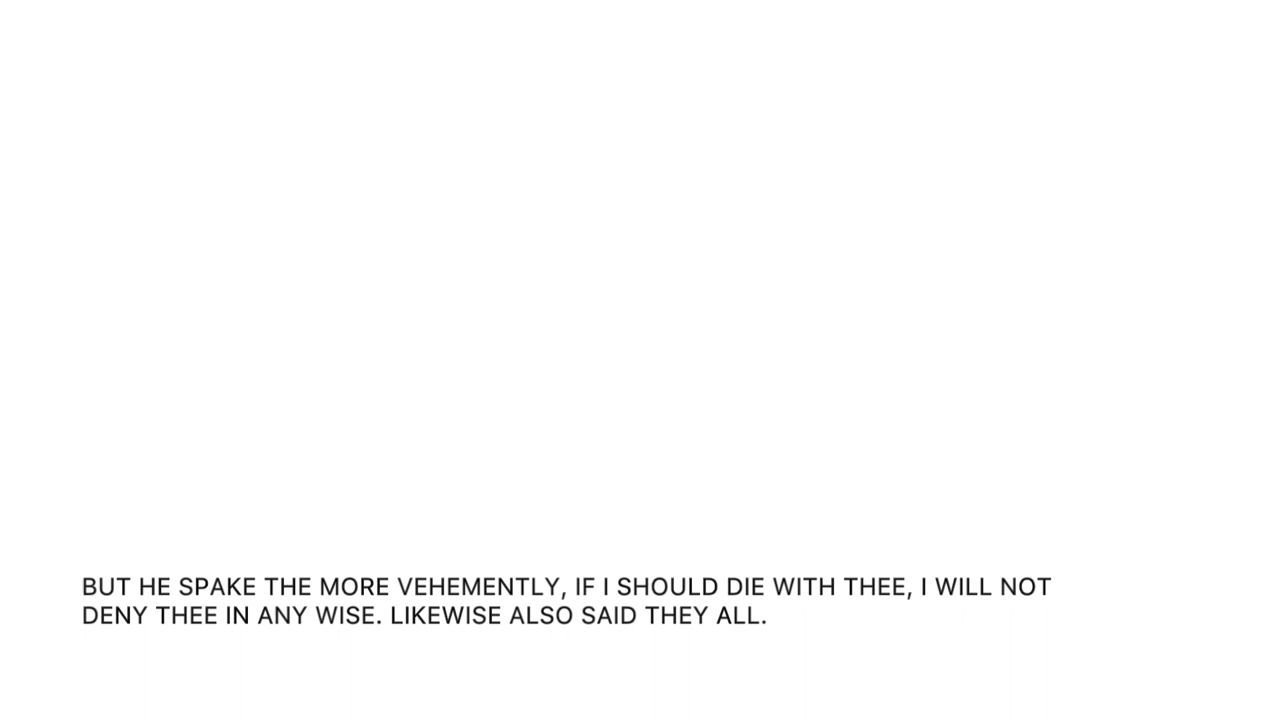 BUT HE SPAKE THE MORE VEHEMENTLY, IF I SHOULD DIE WITH THEE, I WILL NOT
DENY THEE IN ANY WISE. LIKEWISE ALSO SAID THEY ALL.